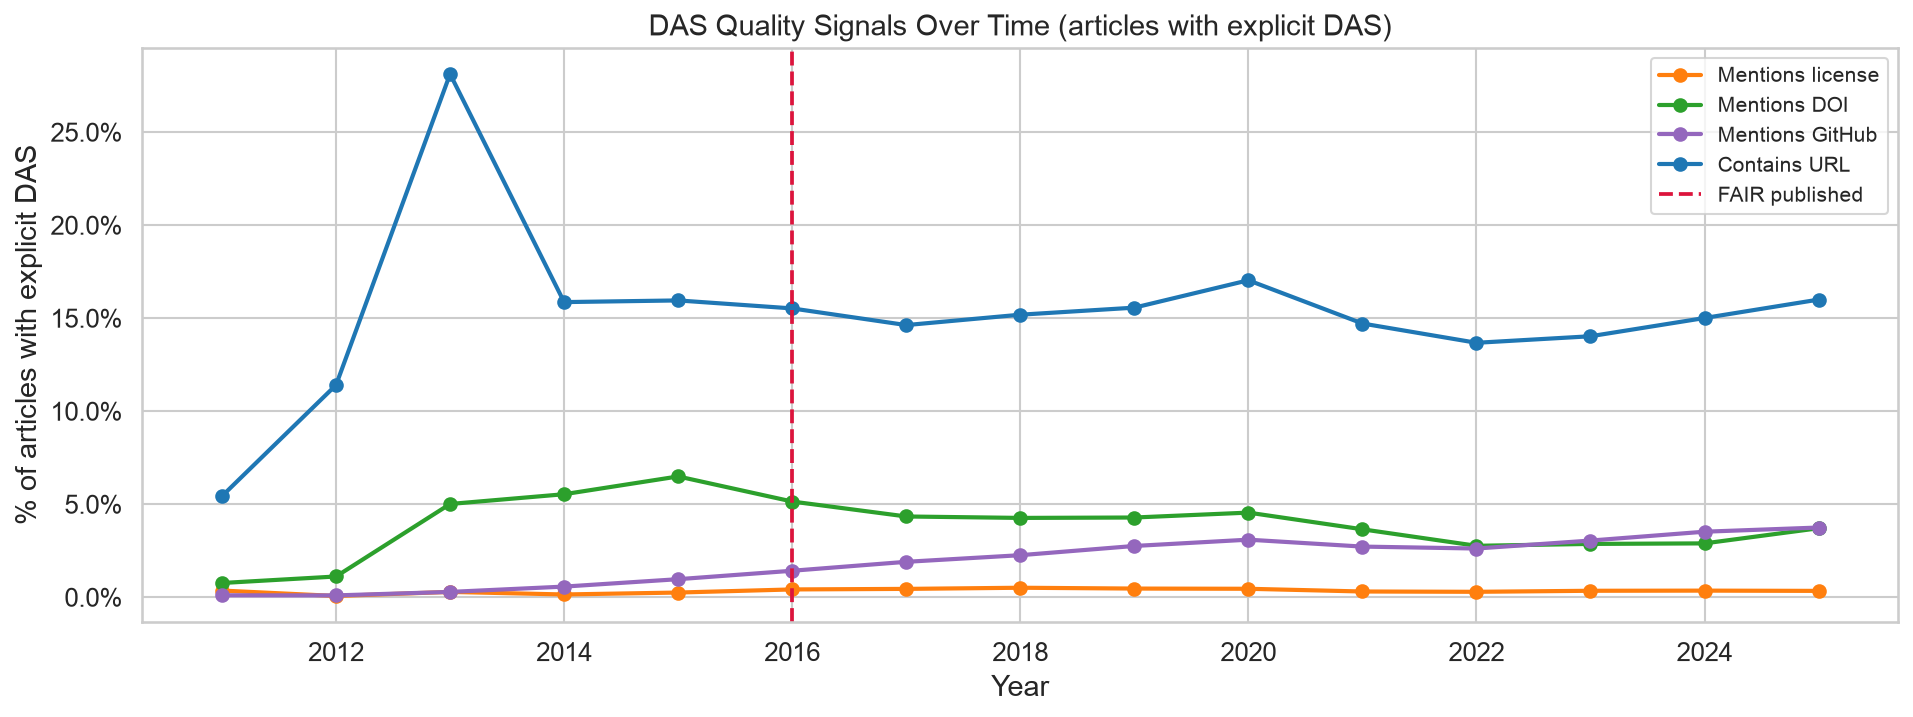 DAS Quality Signals Over Time (articles with explicit DAS)
% of articles with explicit DAS
25.0%
20.0%
15.0%
10.0%
5.0%
0.0%
Mentions license
Mentions DOI
Mentions GitHub
Contains URL
FAIR published
2012
2014
2016
2018
2020
2022
2024
Year